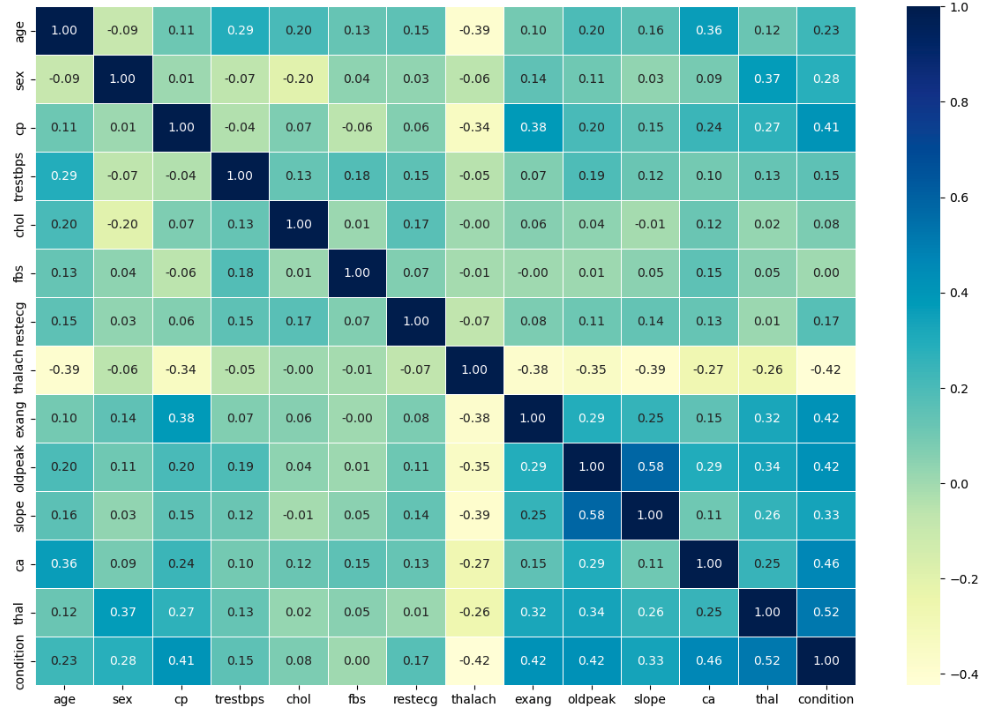 age 1.00 -0.09 0.11 0.29 0.20 0.13 0.15 -0.39 0.10 0.20 0.16 0.36 0.12 0.23
sex -0.09 1.00 0.01 -0.07 -0.20 0.04 0.03 -0.06 0.14 0.11 0.03 0.09 0.37 0.28
cp 0.11 0.01 1.00 -0.04 0.07 -0.06 0.06 -0.34 0.38 0.20 0.15 0.24 0.27 0.41
trestbps 0.29 -0.07 -0.04 1.00 0.13 0.18 0.15 -0.05 0.07 0.19 0.12 0.10 0.13 0.15
chol 0.20 -0.20 0.07 0.13 1.00 0.01 0.17 -0.00 0.06 0.04 -0.01 0.12 0.02 0.08
fbs 0.13 0.04 -0.06 0.18 0.01 1.00 0.07 -0.01 -0.00 0.01 0.05 0.15 0.05 0.00
restecg 0.15 0.03 0.06 0.15 0.17 0.07 1.00 -0.07 0.08 0.11 0.14 0.13 0.01 0.17
thalach -0.39 -0.06 -0.34 -0.05 -0.00 -0.01 -0.07 1.00 -0.38 -0.35 -0.39 -0.27 -0.26 -0.42
exang 0.10 0.14 0.38 0.07 0.06 -0.00 0.08 -0.38 1.00 0.29 0.25 0.15 0.32 0.42
oldpeak 0.20 0.11 0.20 0.19 0.04 0.01 0.11 -0.35 0.29 1.00 0.58 0.29 0.34 0.42
slope 0.16 0.03 0.15 0.12 -0.01 0.05 0.14 -0.39 0.25 0.58 1.00 0.11 0.26 0.33
ca 0.36 0.09 0.24 0.10 0.12 0.15 0.13 -0.27 0.15 0.29 0.11 1.00 0.25 0.46
thal 0.12 0.37 0.27 0.13 0.02 0.05 0.01 -0.26 0.32 0.34 0.26 0.25 1.00 0.52
condition 0.23 0.28 0.41 0.15 0.08 0.00 0.17 -0.42 0.42 0.42 0.33 0.46 0.52 1.00
age sex cp trestbps chol fbs restecg thalach exang oldpeak slope ca thal condition
1.0
0.8
0.6
0.4
0.2
0.0
−0.2
−0.4